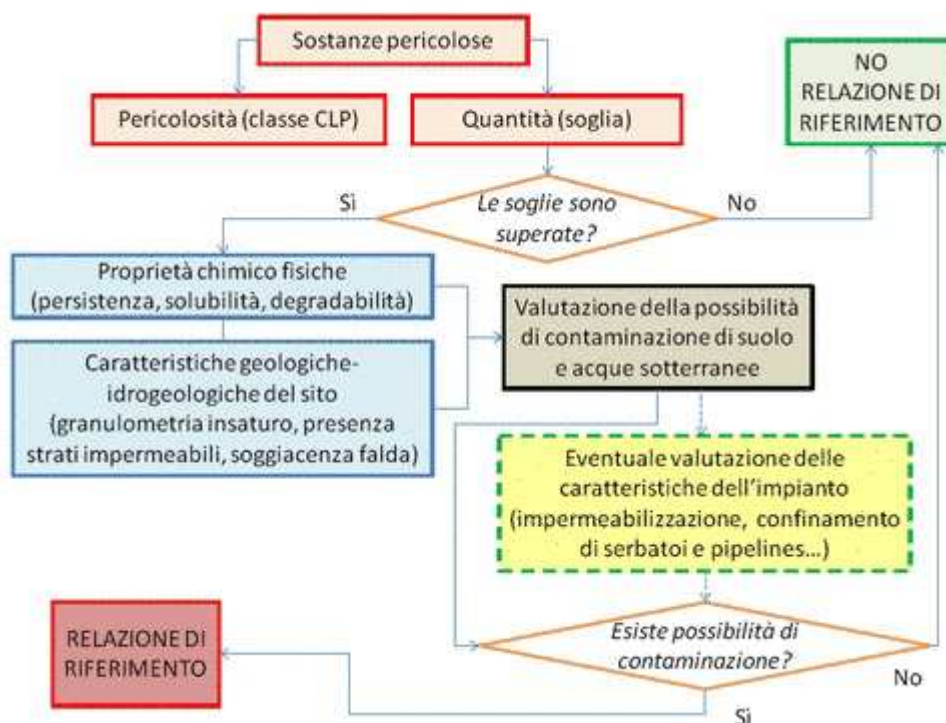 Sostanze pericolose
NO
RELAZIONE DI
RIFERIMENTO
Pericolosità (classe CLP)
Quantità (soglia)
Sì
Le soglie sono
superate?
No
Proprietà chimico fisiche
(persistenza, solubilità, degradabilità)
Valutazione della possibilità
di contaminazione di suolo
e acque sotterranee
Caratteristiche geologiche-
idrogeologiche del sito
(granulometria insaturo, presenza
strati impermeabili, soggiacenza falda)
Eventuale valutazione delle
caratteristiche dell'impianto
(impermeabilizzazione, confinamento
di serbatoi e pipelines...)
RELAZIONE DI
RIFERIMENTO
Esiste possibilità di
contaminazione?
No
Sì